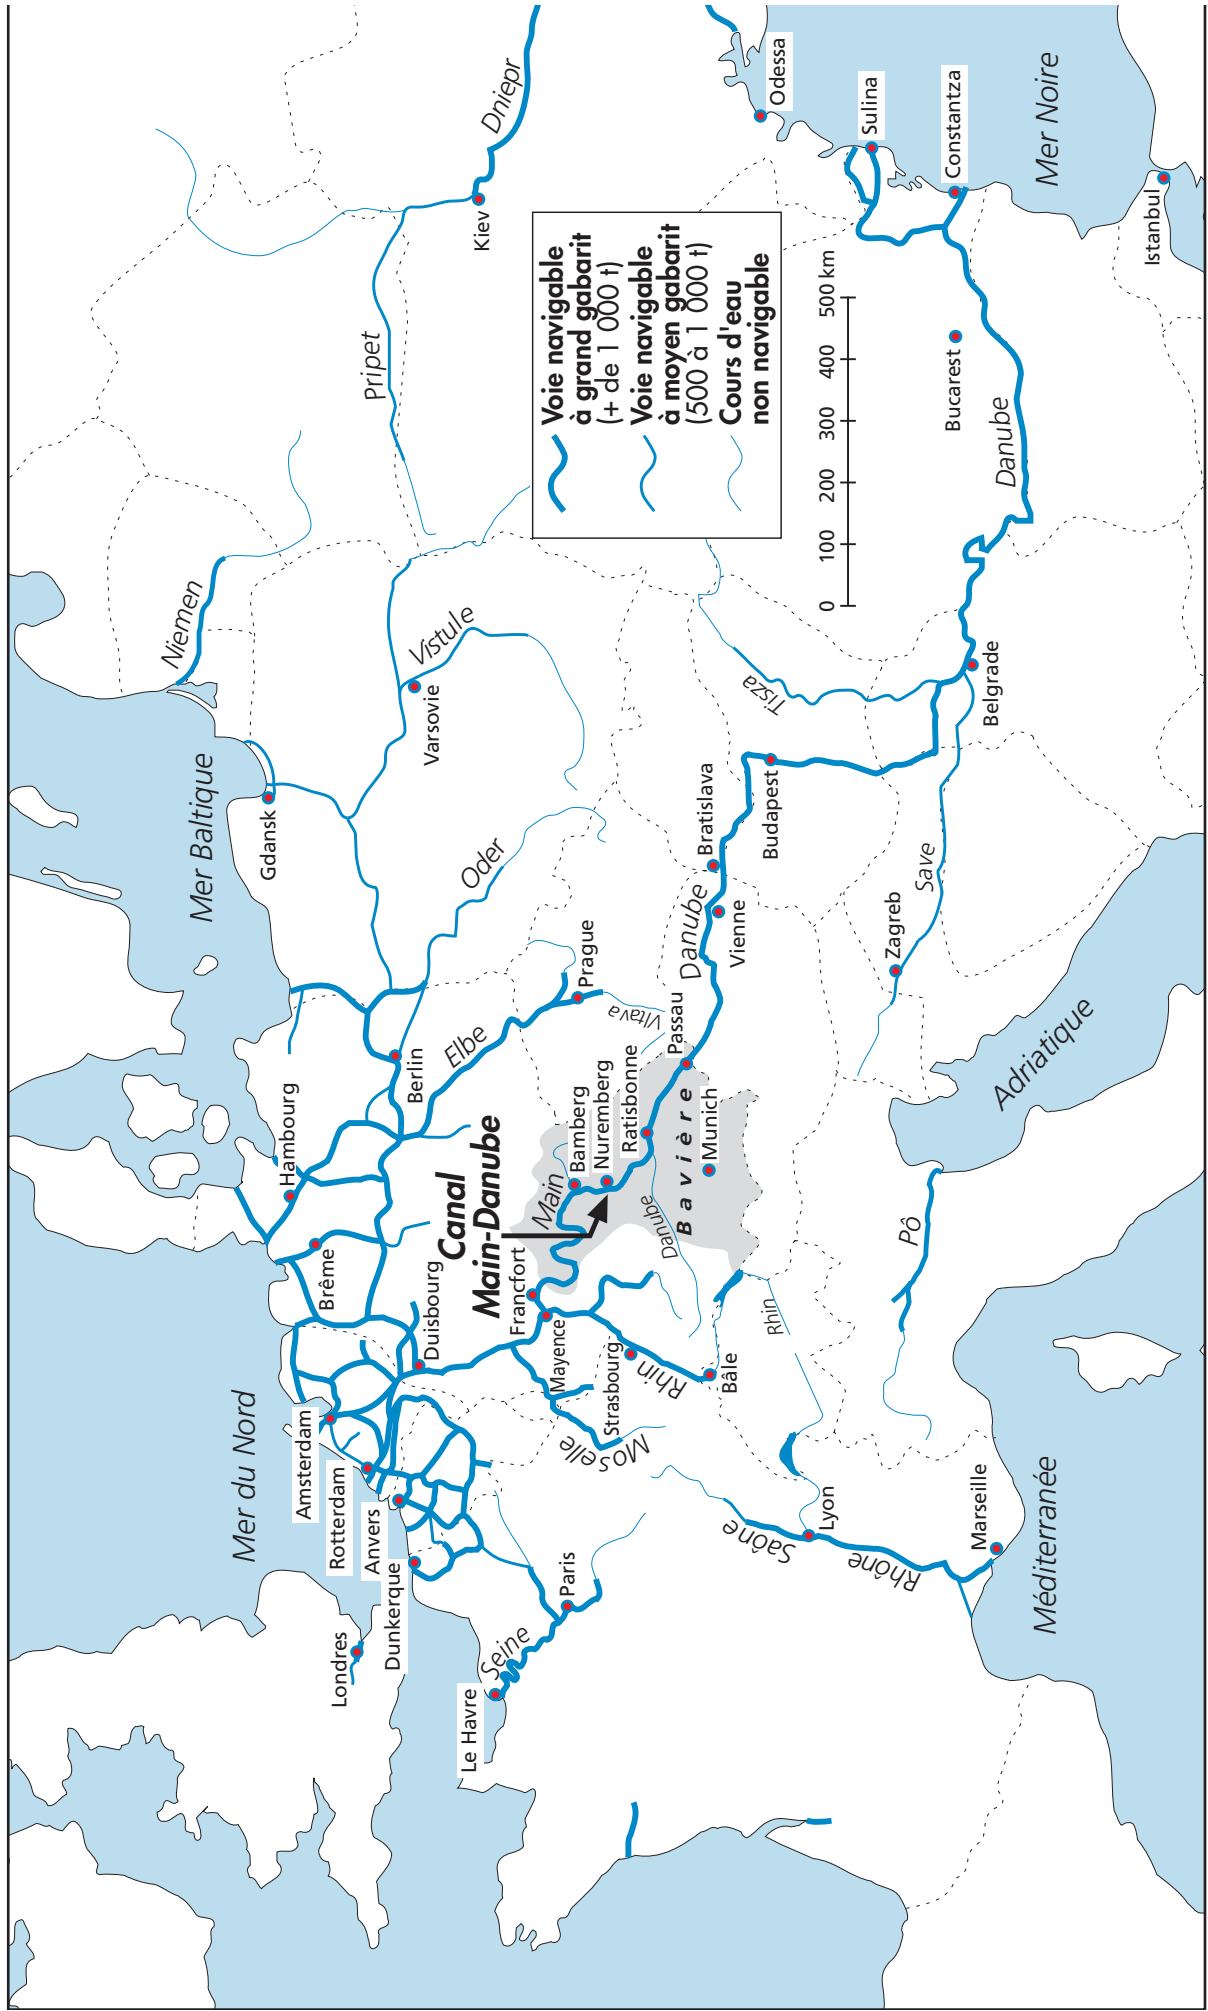 Mer du Nord
Mer Baltique
Niemen
Pripet
Dniepr
Kiev
Gdansk
Varsovie
Vistule
Oder
Hambourg
Brême
Berlin
Elbe
Prague
Vltava
Amsterdam
Rotterdam
Anvers
Dunkerque
Londres
Le Havre
Seine
Paris
Duisbourg
Canal
Main-Danube
Francfort
Mayence
Main
Bamberg
Nuremberg
Ratisbonne
Passau
Bavière
Munich
Danube
Strasbourg
Rhin
Bâle
Moselle
Rhin
Danube
Vienne
Bratislava
Budapest
Tisza
Zagreb
Save
Belgrade
Danube
Bucarest
Odessa
Sulina
Constantza
Mer Noire
Istanbul
Saône
Lyon
Rhône
Marseille
Méditerranée
Pô
Adriatique
Voie navigable
à grand gabarit
(+ de 1 000 t)
Voie navigable
à moyen gabarit
(500 à 1 000 t)
Cours d'eau
non navigable
0 100 200 300 400 500 km